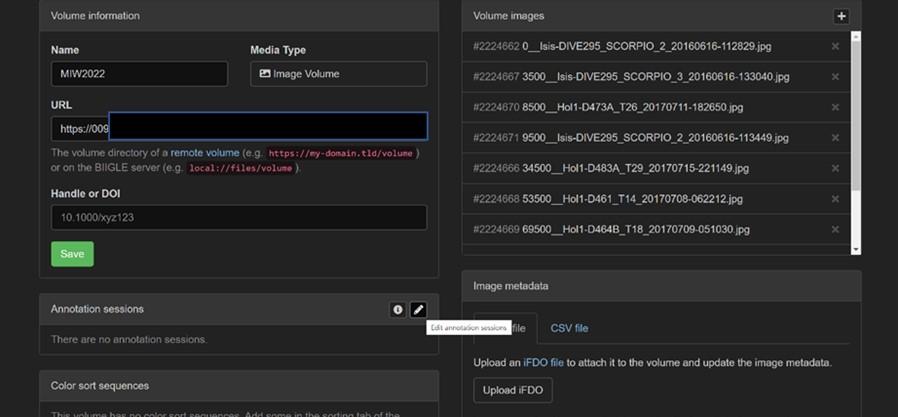 Volume information
Name
Media Type
MIW2022
Image Volume
URL
https://009
The volume directory of a remote volume (e.g. https://my-domain.tld/volume )
or on the BIIGLE server (e.g. local://files/volume ).
Handle or DOI
10.1000/xyz123
Save
Annotation sessions
Edit annotation sessions
There are no annotation sessions.
Color sort sequences
This volume has no color sort sequences. Add some in the sorting tab of the
Volume images
#2224662 0__Isis-DIVE295_SCORPIO_2_20160616-112829.jpg
#2224667 3500__Isis-DIVE295_SCORPIO_3_20160616-133040.jpg
#2224670 8500__Hol1-D473A_T26_20170711-182650.jpg
#2224671 9500__Isis-DIVE295_SCORPIO_2_20160616-113449.jpg
#2224666 34500__Hol1-D483A_T29_20170715-221149.jpg
#2224668 53500__Hol1-D461_T14_20170708-062212.jpg
#2224669 69500__Hol1-D464B_T18_20170709-051030.jpg
Image metadata
file
CSV file
Upload an iFDO file to attach it to the volume and update the image metadata.
Upload iFDO